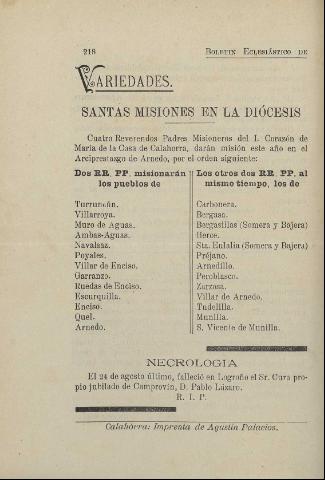 218 BOLETIN ECLESIÁSTICO DE
VARIEDADES.
SANTAS MISIONES EN LA DIÓCESIS
Cuatro Reverendos Padres Misioneros del I. Corazón de
María de la Casa de Calahorra, darán misión este año en el
Arciprestazgo de Arnedo, por el orden siguiente:
Dos RR. PP. misionarán
los pueblos de
Turruncún.
Villarroya.
Muro de Aguas.
Ambas-Aguas.
Navalsaz.
Poyales.
Villar de Enciso.
Garranzo.
Ruedas de Enciso.
Escurquilla.
Enciso.
Quel.
Arnedo.
Los otros dos RR. PP. al
mismo tiempo, los de
Carbonera.
Bergasa.
Bergasillas (Somera y Bajera)
Herce.
Sta. Eulalia (Somera y Bajera)
Préjano.
Arnedillo.
Peroblasco.
Zarzosa.
Villar de Arnedo.
Tudelilla.
Munilla.
S. Vicente de Munilla.
NECROLOGIA
El 24 de agosto último, falleció en Logroño el Sr. Cura pro-
pio jubilado de Camprovín, D. Pablo Lázaro.
R. I. P.
Calahorra: Imprenta de Agustín Palacios.